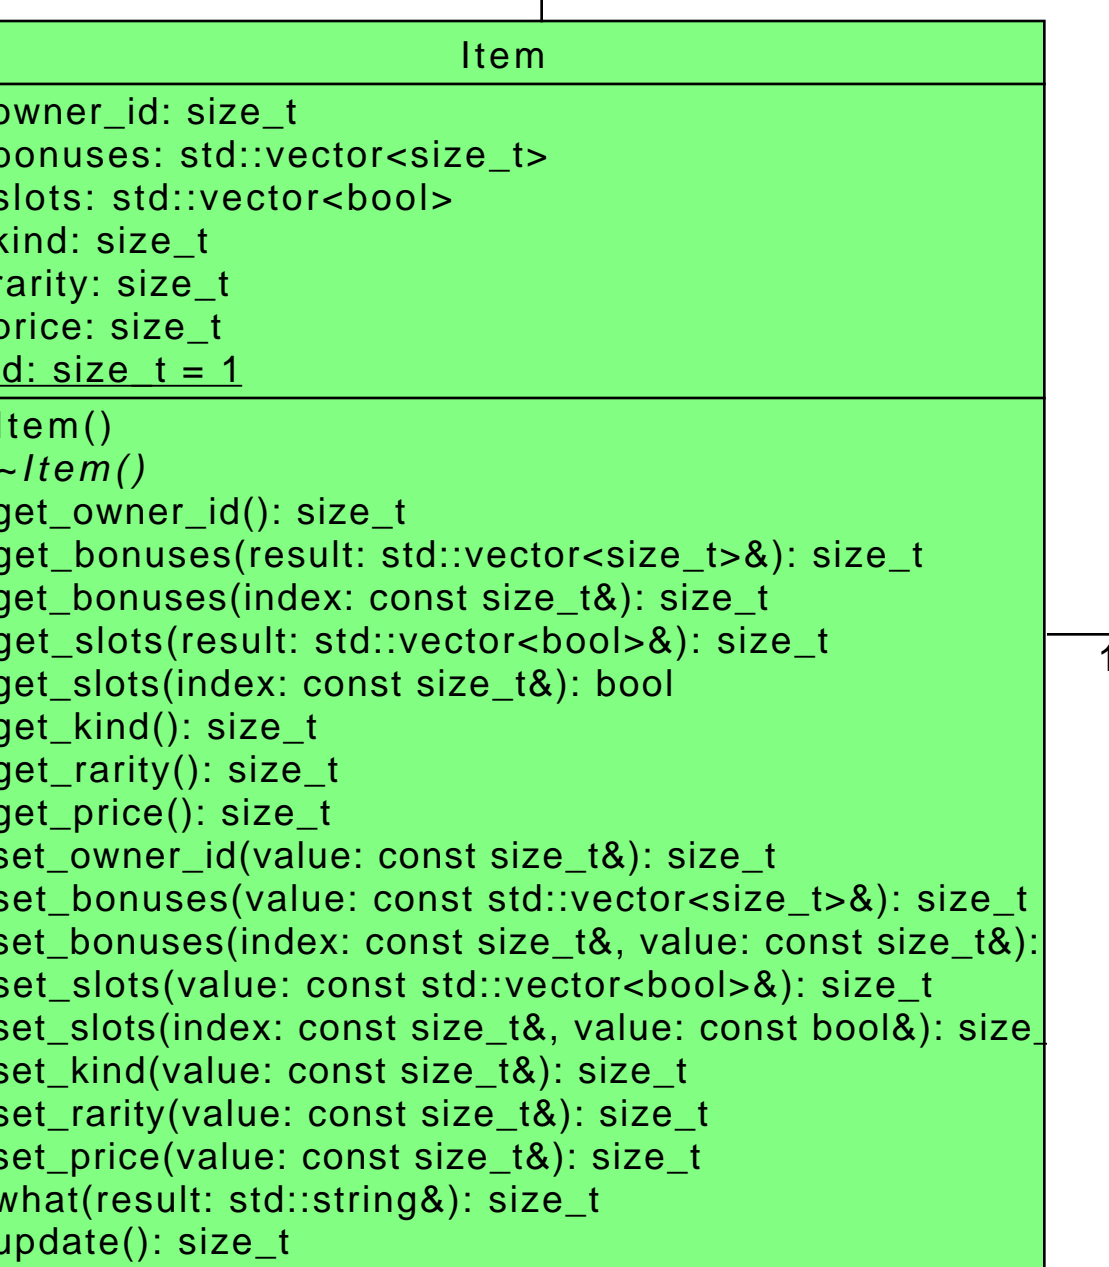 Item
owner_id: size_t
bonuses: std::vector<size_t>
slots: std::vector<bool>
kind: size_t
rarity: size_t
price: size_t
id: size_t = 1
Item()
~Item()
get_owner_id(): size_t
get_bonuses(result: std::vector<size_t>&): size_t
get_bonuses(index: const size_t&): size_t
get_slots(result: std::vector<bool>&): size_t
get_slots(index: const size_t&): bool
get_kind(): size_t
get_rarity(): size_t
get_price(): size_t
1
set_owner_id(value: const size_t&): size_t
set_bonuses(value: const std::vector<size_t>&): size_t
set_bonuses(index: const size_t&, value: const size_t&):
set_slots(value: const std::vector<bool>&): size_t
set_slots(index: const size_t&, value: const bool&): size_
set_kind(value: const size_t&): size_t
set_rarity(value: const size_t&): size_t
set_price(value: const size_t&): size_t
what(result: std::string&): size_t
update(): size_t